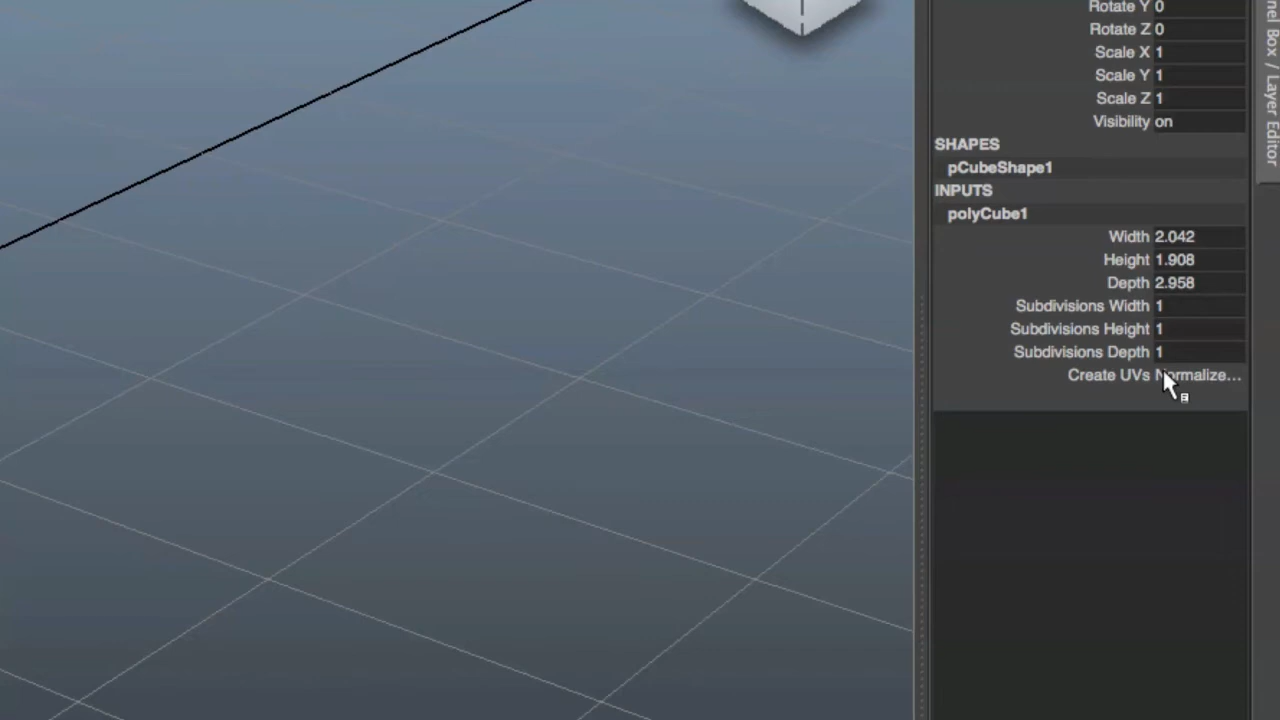 Rotate Y 0
Rotate Z 0
Scale X 1
Scale Y 1
Scale Z 1
Visibility on
SHAPES
pCubeShape1
INPUTS
polyCube1
Width 2.042
Height 1.908
Depth 2.958
Subdivisions Width 1
Subdivisions Height 1
Subdivisions Depth 1
Create UVs Normalize...
Box / Layer Editor